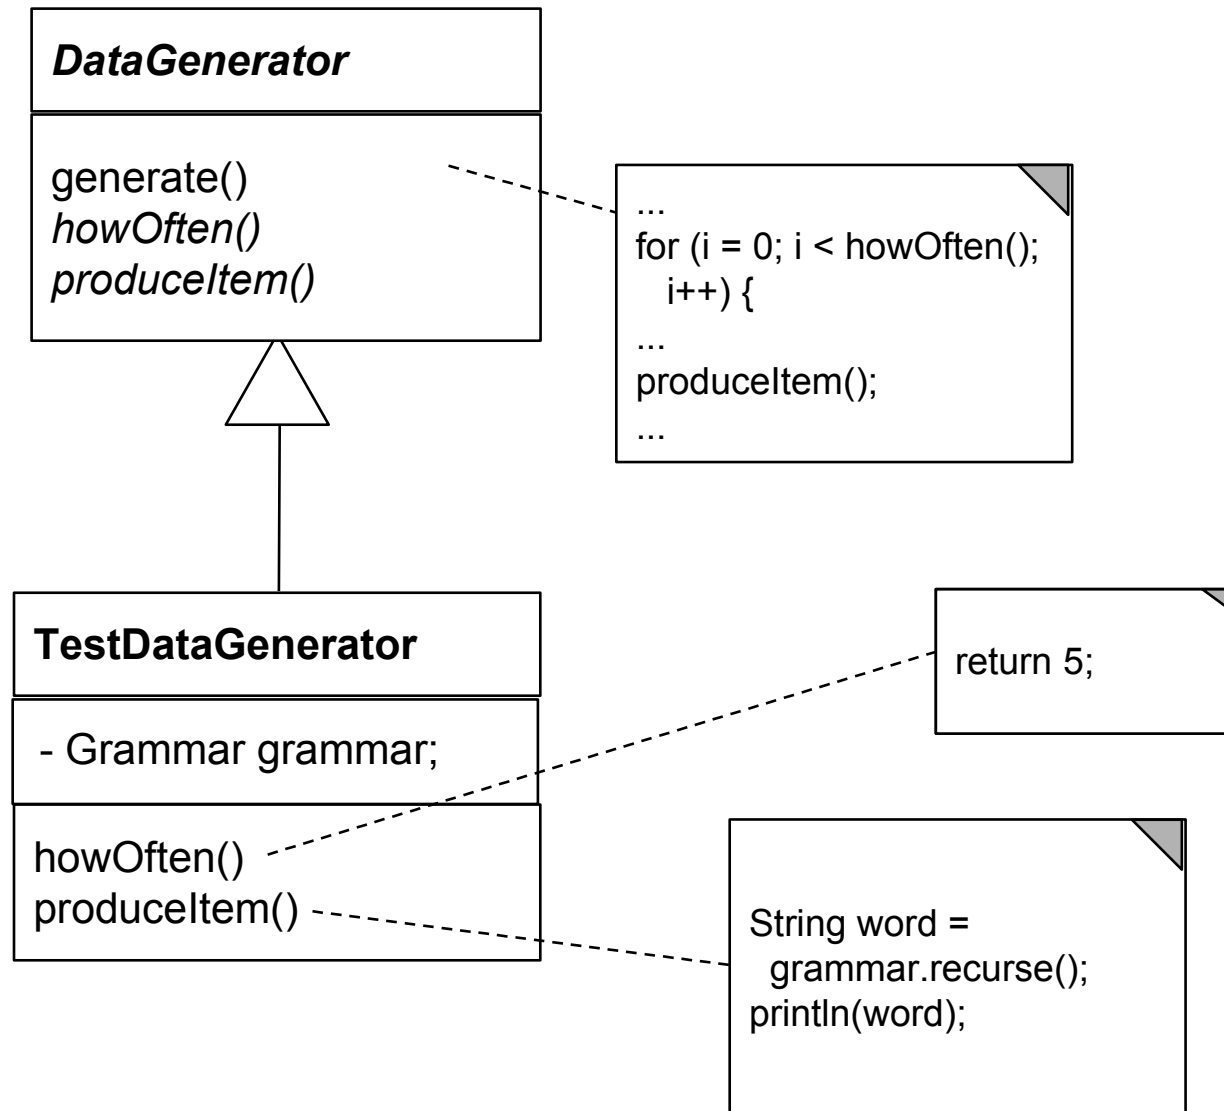 DataGenerator
generate()
howOften()
produceItem()
...
for (i = 0; i < howOften();
i++) {
...
produceItem();
...
TestDataGenerator
- Grammar grammar;
howOften()
produceItem()
return 5;
String word =
grammar.recurse();
println(word);